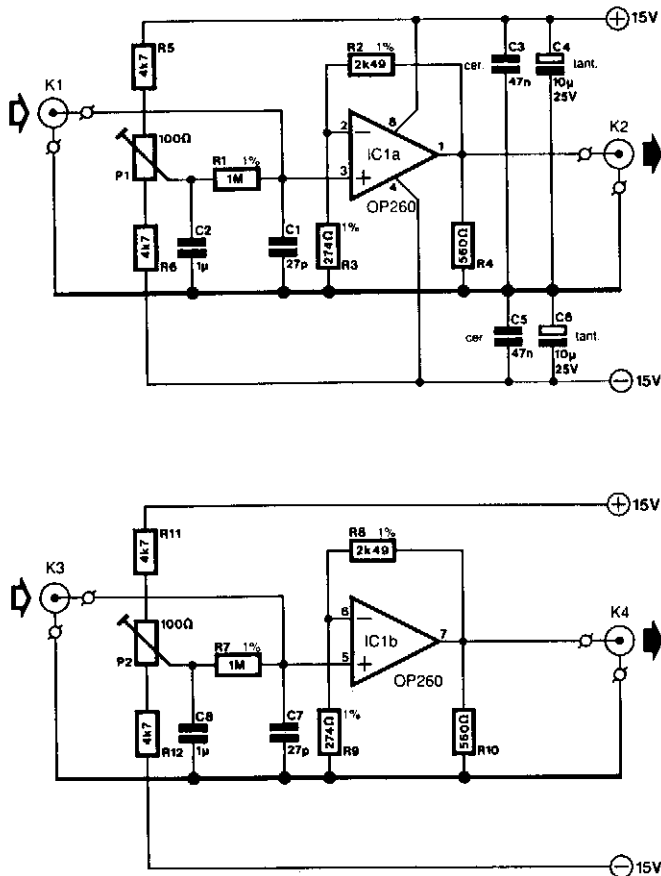 15V
R5
4k7
R2 1%
2k49
C3
cer.
47n
C4
tant.
10µ
25V
K1
100Ω
P1
R1 1%
1M
2
3
8
1
4
IC1a
OP260
K2
R6
4k7
C2
1µ
C1
27p
1%
274Ω
R3
560Ω
R4
C5
cer
47n
C6
tant.
10µ
25V
15V
15V
R11
4k7
R8 1%
2k49
K3
100Ω
P2
R7 1%
1M
6
5
7
IC1b
OP260
K4
4k7
R12
C8
1µ
C7
27p
1%
274Ω
R9
560Ω
R10
15V